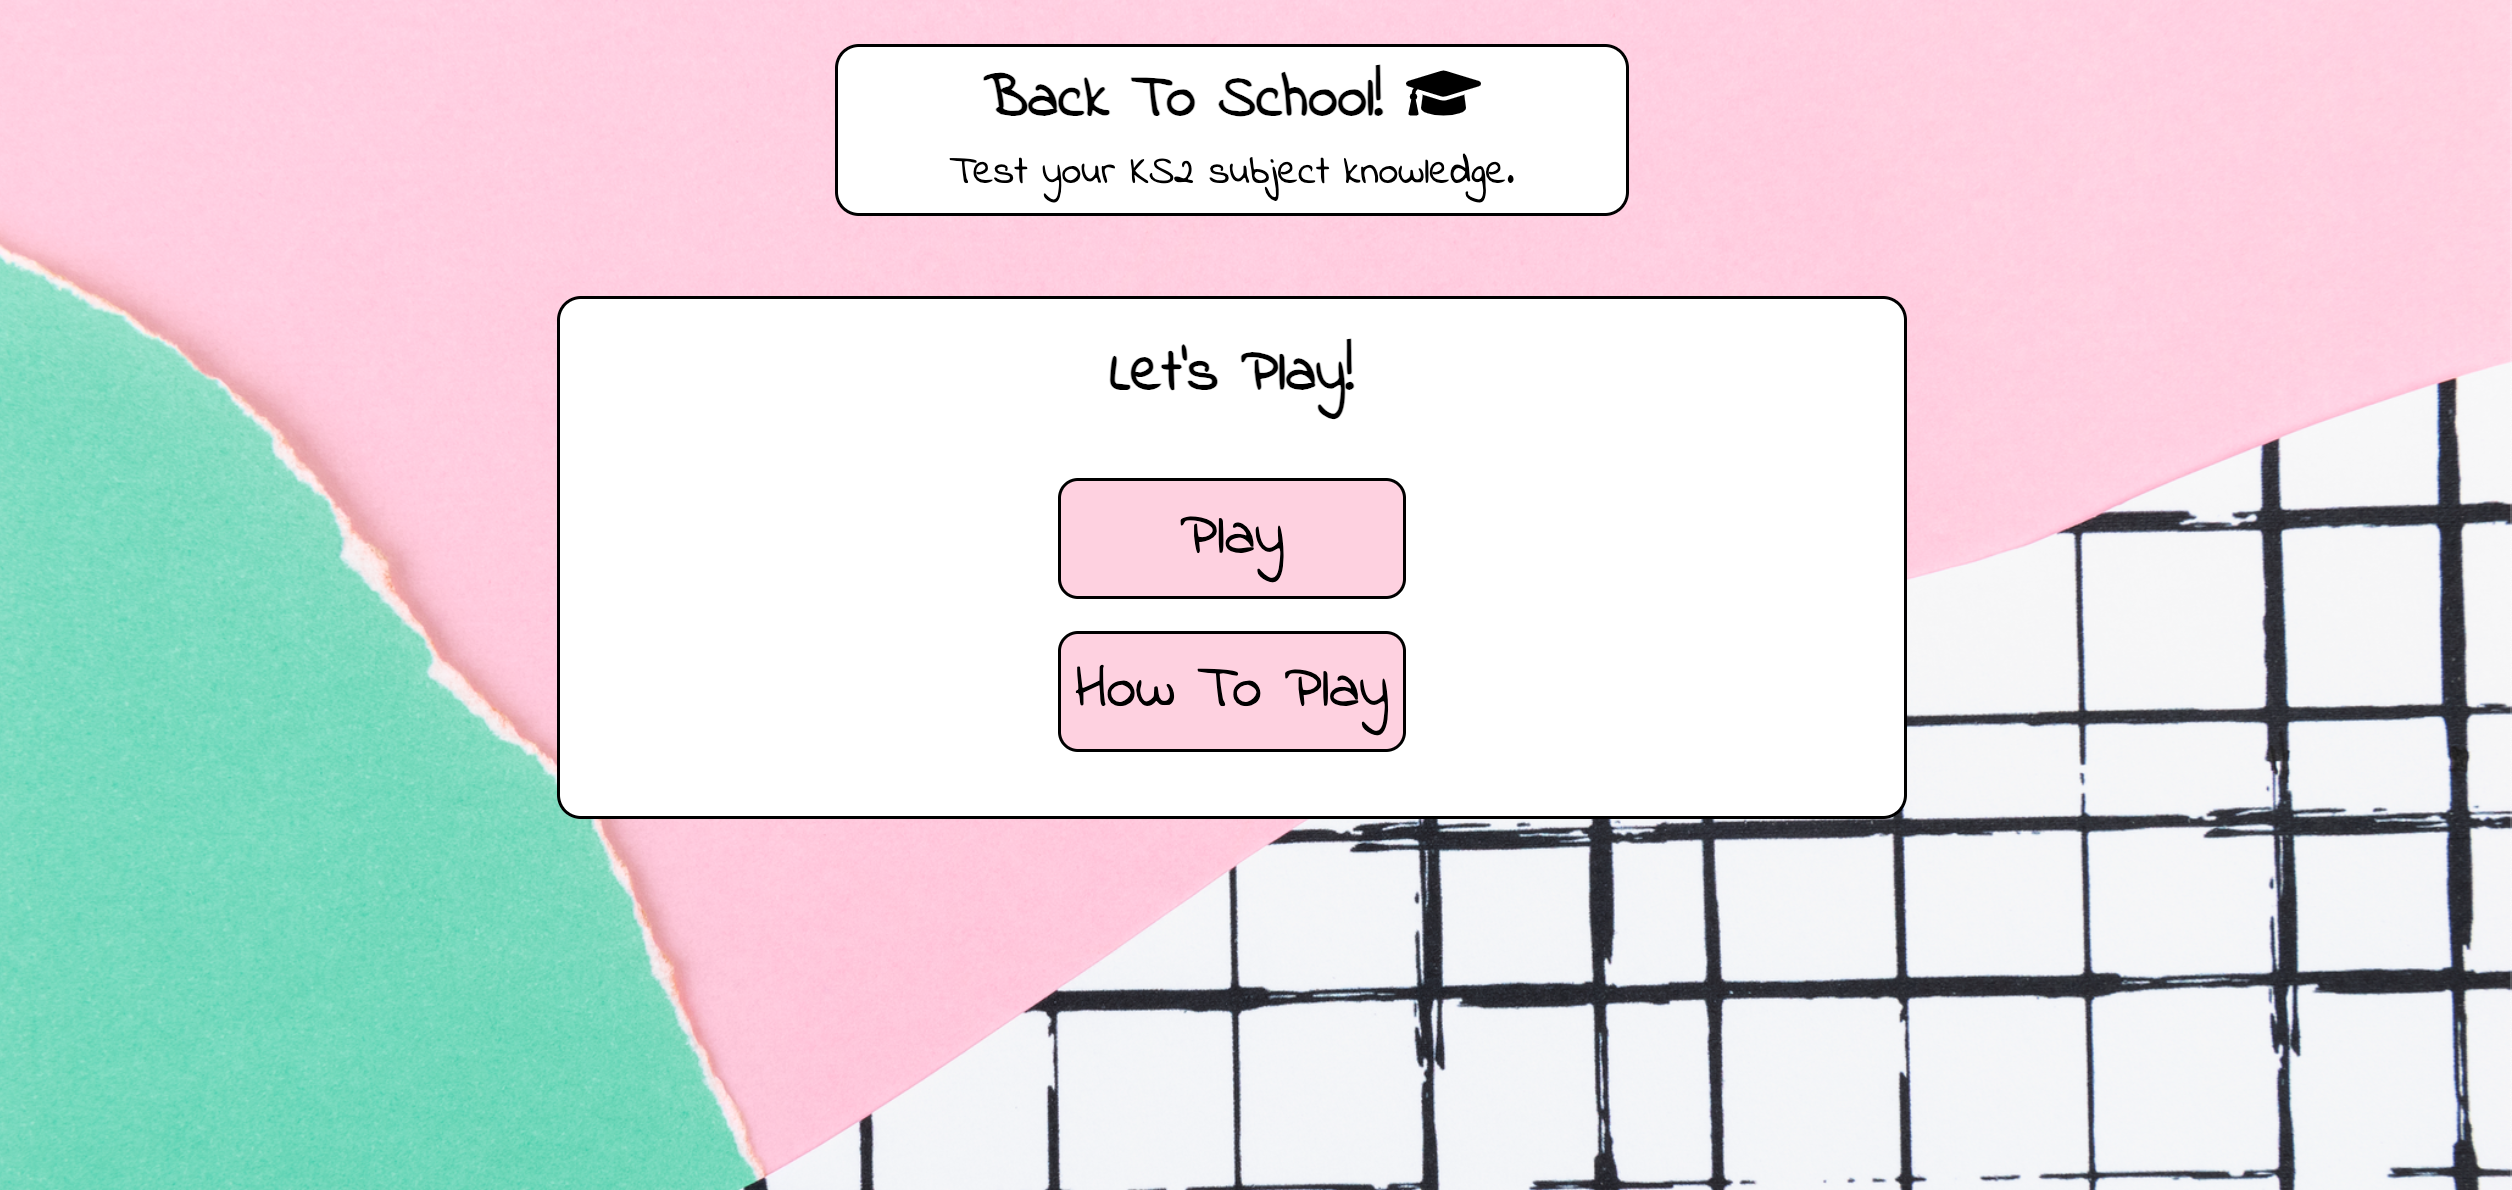 Back To School!
Test your KS2 subject knowledge.
Let's Play!
Play
How To Play